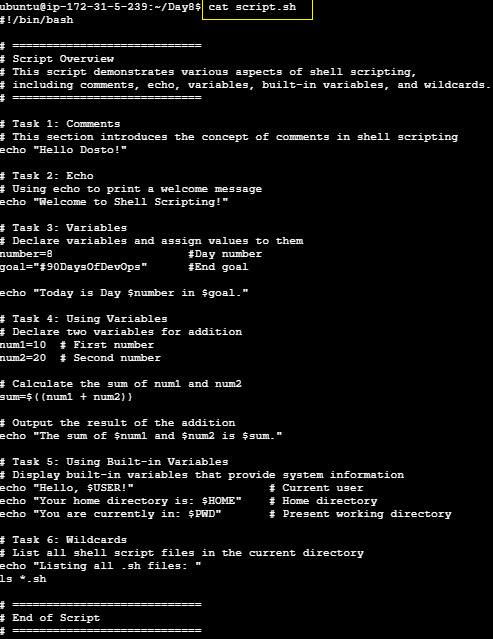 ubuntu@ip-172-31-5-239:~/Day8$ cat script.sh
#!/bin/bash
# ============================
# Script Overview
# This script demonstrates various aspects of shell scripting,
# including comments, echo, variables, built-in variables, and wildcards.
# ============================
# Task 1: Comments
# This section introduces the concept of comments in shell scripting
echo "Hello Dosto!"
# Task 2: Echo
# Using echo to print a welcome message
echo "Welcome to Shell Scripting!"
# Task 3: Variables
# Declare variables and assign values to them
number=8 #Day number
goal="#90DaysOfDevOps" #End goal
echo "Today is Day $number in $goal."
# Task 4: Using Variables
# Declare two variables for addition
num1=10 # First number
num2=20 # Second number
# Calculate the sum of num1 and num2
sum=$((num1 + num2))
# Output the result of the addition
echo "The sum of $num1 and $num2 is $sum."
# Task 5: Using Built-in Variables
# Display built-in variables that provide system information
echo "Hello, $USER!" # Current user
echo "Your home directory is: $HOME" # Home directory
echo "You are currently in: $PWD" # Present working directory
# Task 6: Wildcards
# List all shell script files in the current directory
echo "Listing all .sh files: "
ls *.sh
# ============================
# End of Script
# ============================